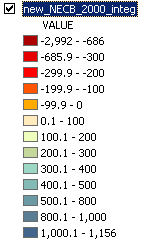 new_NECB_2000_integ
VALUE
-2,992 - -686
-685.9 - -300
-299.9 - -200
-199.9 - -100
-99.9 - 0
0.1 - 100
100.1 - 200
200.1 - 300
300.1 - 400
400.1 - 500
500.1 - 800
800.1 - 1,000
1,000.1 - 1,156